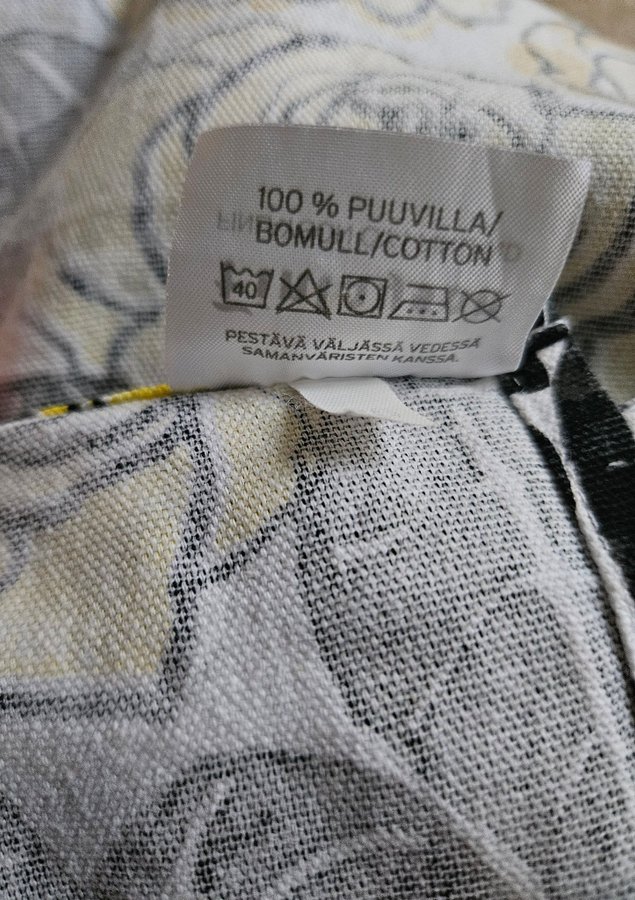 100 % PUUVILLA/
BOMULL/COTTON
40
PESTÄVÄ VÄLJÄSSÄ VEDESSÄ
SAMANVÄRISTEN KANSSA.